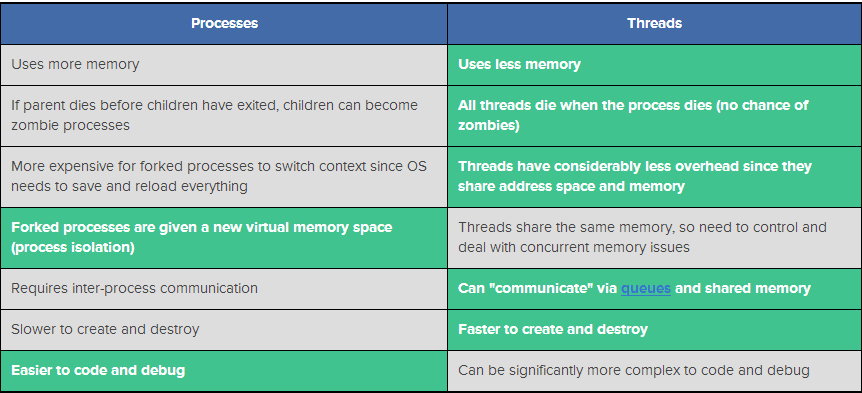 Processes
Threads
Uses more memory
Uses less memory
If parent dies before children have exited, children can become
zombie processes
All threads die when the process dies (no chance of
zombies)
More expensive for forked processes to switch context since OS
needs to save and reload everything
Threads have considerably less overhead since they
share address space and memory
Forked processes are given a new virtual memory space
(process isolation)
Threads share the same memory, so need to control and
deal with concurrent memory issues
Requires inter-process communication
Can "communicate" via queues and shared memory
Slower to create and destroy
Faster to create and destroy
Easier to code and debug
Can be significantly more complex to code and debug